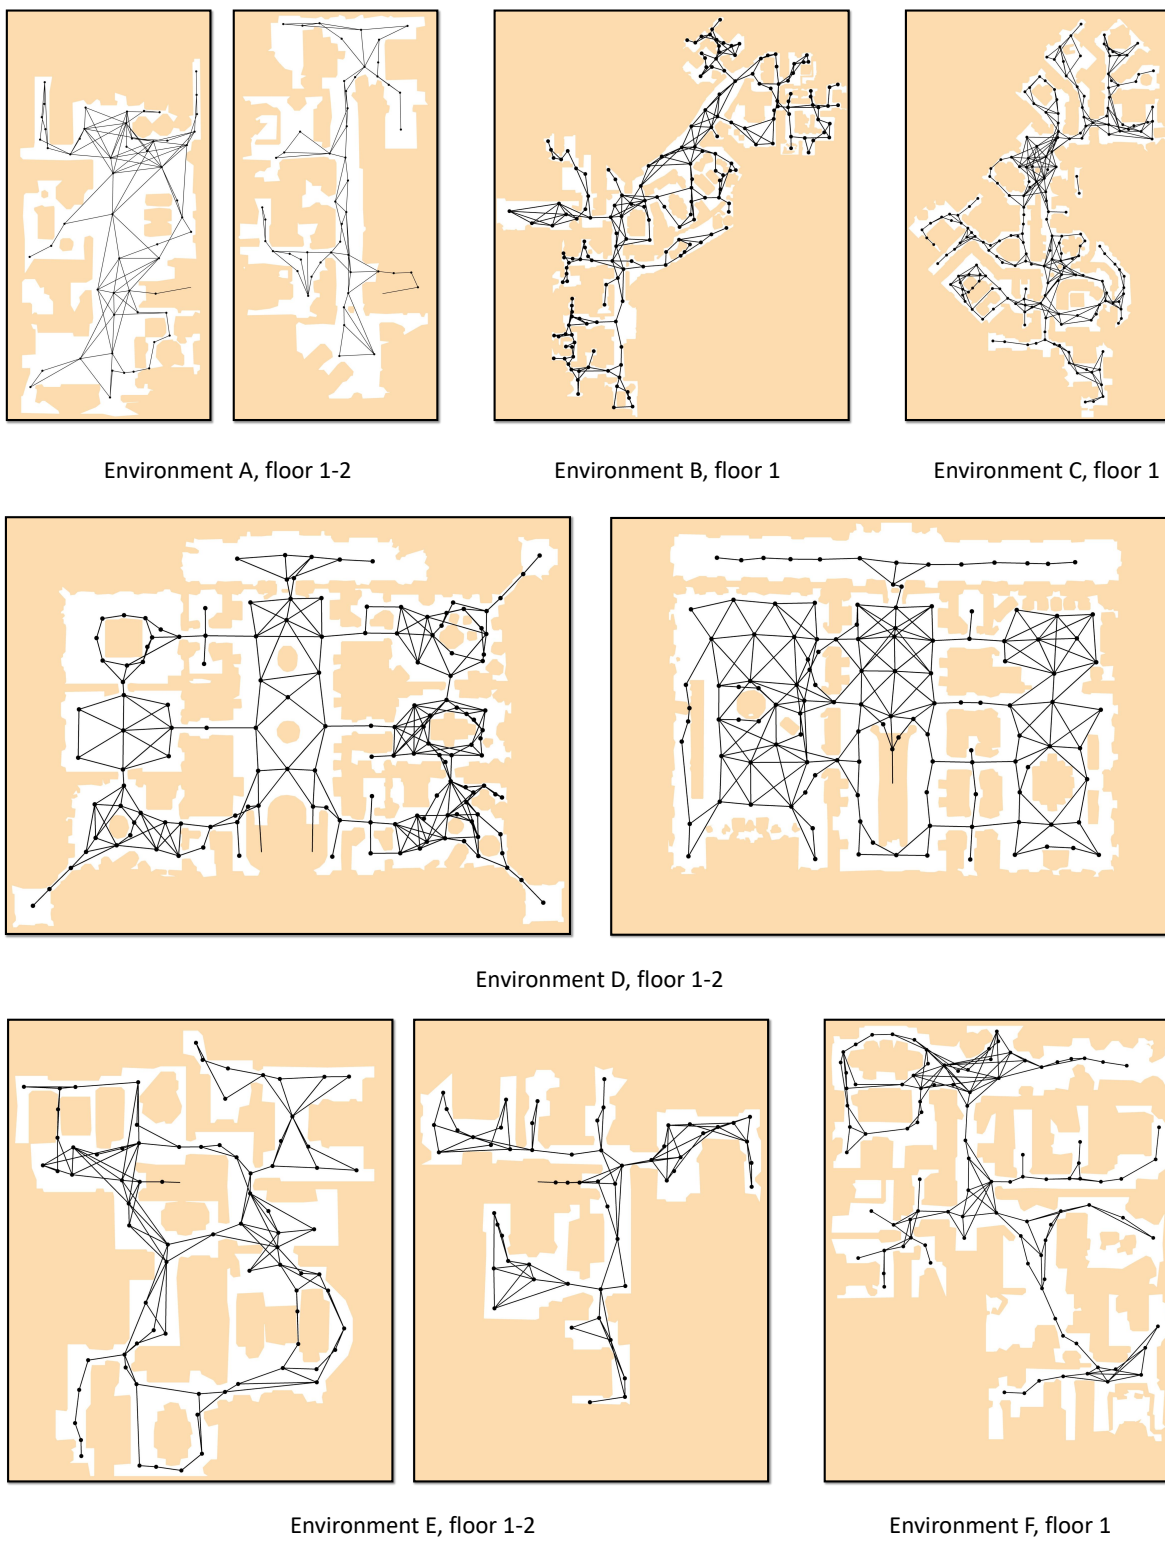 Environment A, floor 1-2
Environment B, floor 1
Environment C, floor 1
Environment D, floor 1-2
Environment E, floor 1-2
Environment F, floor 1